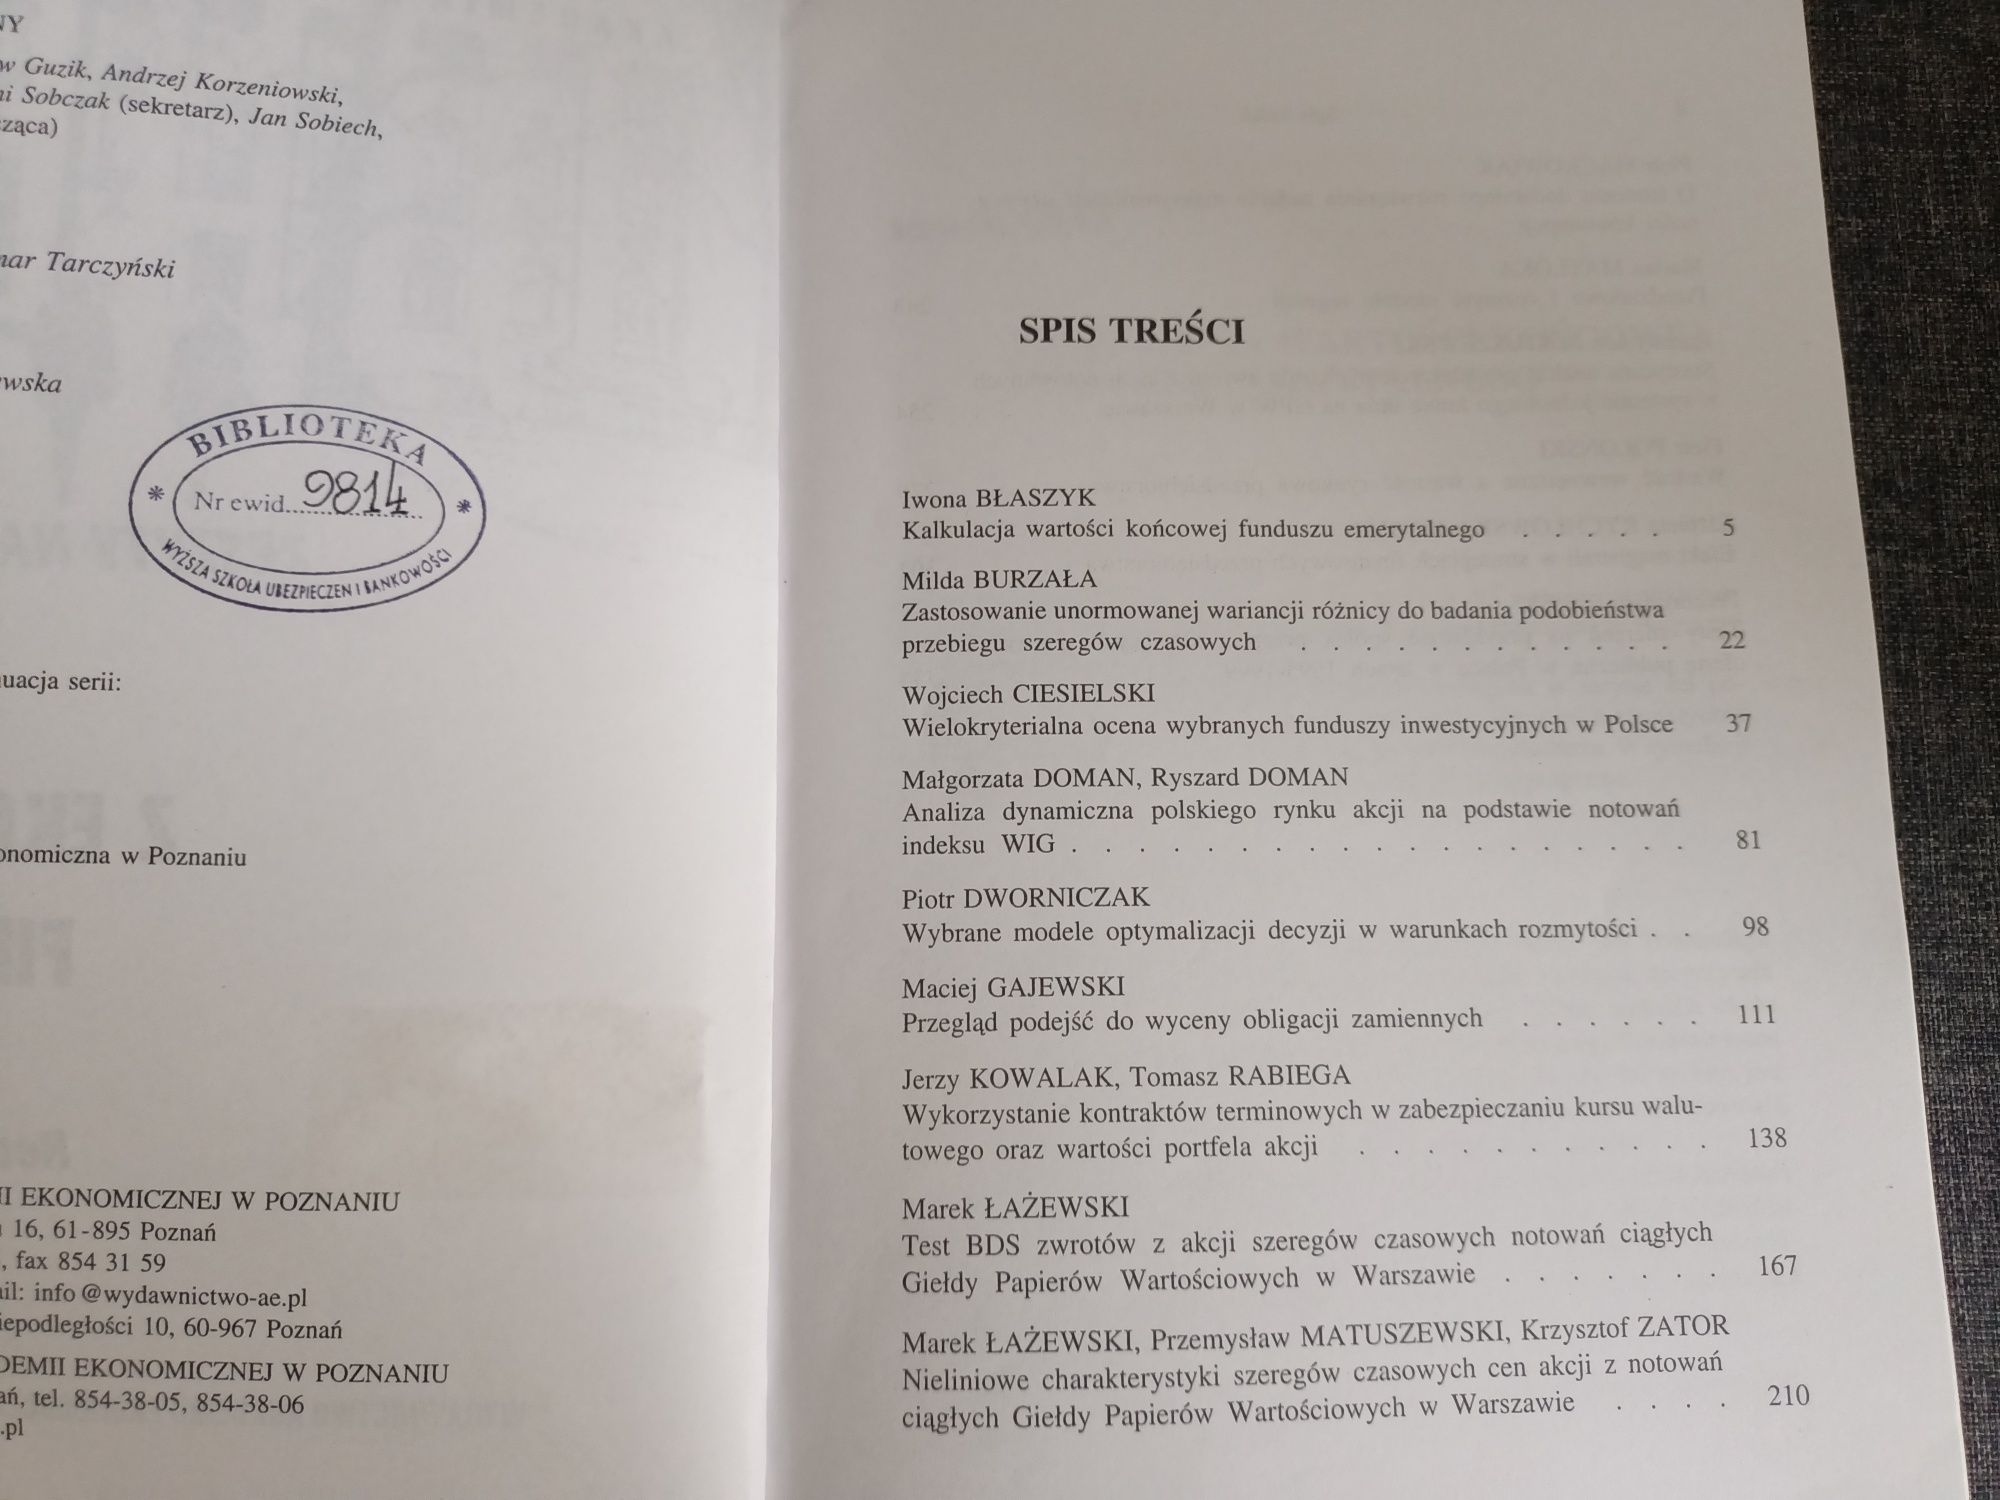 NY
w Guzik, Andrzej Korzeniowski,
ni Sobczak (sekretarz), Jan Sobiech,
cząca)
mar Tarczyński
wska
BIBLIOTEKA
Nr ewid. 9814
WYŻSZA SZKOŁA UBEZPIECZEŃ I BANKOWOŚCI
uacja serii:
onomiczna w Poznaniu
II EKONOMICZNEJ W POZNANIU
16, 61-895 Poznań
, fax 854 31 59
ail: info@wydawnictwo-ae.pl
iepodległości 10, 60-967 Poznań
DEMII EKONOMICZNEJ W POZNANIU
ań, tel. 854-38-05, 854-38-06
.pl
SPIS TREŚCI
Iwona BŁASZYK
Kalkulacja wartości końcowej funduszu emerytalnego . . . . . 5
Milda BURZAŁA
Zastosowanie unormowanej wariancji różnicy do badania podobieństwa
przebiegu szeregów czasowych . . . . . . . . . . . . 22
Wojciech CIESIELSKI
Wielokryterialna ocena wybranych funduszy inwestycyjnych w Polsce 37
Małgorzata DOMAN, Ryszard DOMAN
Analiza dynamiczna polskiego rynku akcji na podstawie notowań
indeksu WIG . . . . . . . . . . . . . . . . . . . 81
Piotr DWORNICZAK
Wybrane modele optymalizacji decyzji w warunkach rozmytości . . 98
Maciej GAJEWSKI
Przegląd podejść do wyceny obligacji zamiennych . . . . . . 111
Jerzy KOWALAK, Tomasz RABIEGA
Wykorzystanie kontraktów terminowych w zabezpieczaniu kursu walu-
towego oraz wartości portfela akcji . . . . . . . . . . . 138
Marek ŁAŻEWSKI
Test BDS zwrotów z akcji szeregów czasowych notowań ciągłych
Giełdy Papierów Wartościowych w Warszawie . . . . . . . 167
Marek ŁAŻEWSKI, Przemysław MATUSZEWSKI, Krzysztof ZATOR
Nieliniowe charakterystyki szeregów czasowych cen akcji z notowań
ciągłych Giełdy Papierów Wartościowych w Warszawie . . . . 210